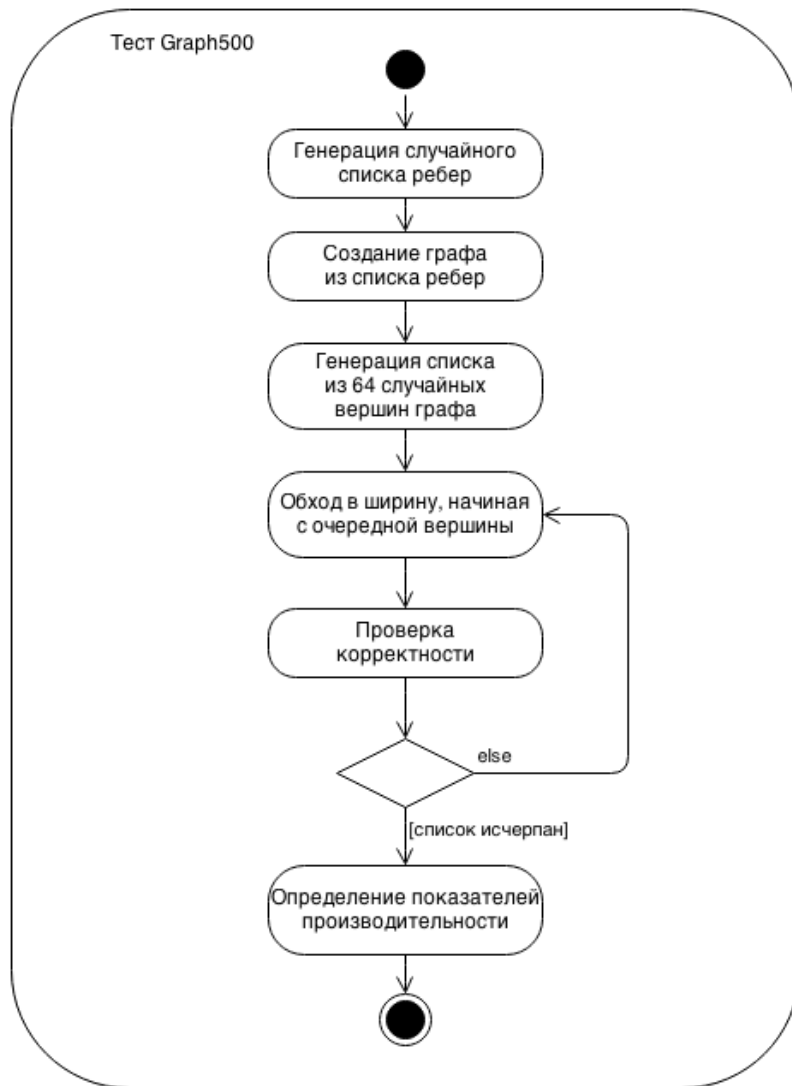 Тест Graph500
Генерация случайного
списка ребер
Создание графа
из списка ребер
Генерация списка
из 64 случайных
вершин графа
Обход в ширину, начиная
с очередной вершины
Проверка
корректности
else
[список исчерпан]
Определение показателей
производительности